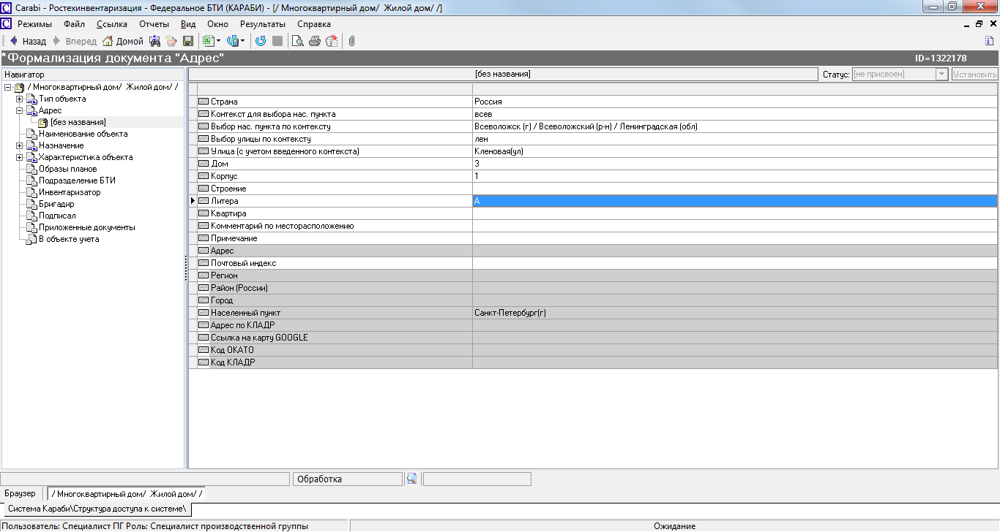 Carabi - Ростехинвентаризация - Федеральное БТИ (КАРАБИ) - [/ Многоквартирный дом/ Жилой дом/ /]
Режимы Файл Ссылка Отчеты Вид Окно Результаты Справка
Назад Вперед Домой
*Формализация документа "Адрес" ID=1322178
Навигатор
/ Многоквартирный дом/ Жилой дом/ /
Тип объекта
Адрес
[без названия]
Наименование объекта
Назначение
Характеристика объекта
Образы планов
Подразделение БТИ
Инвентаризатор
Бригадир
Подписал
Приложенные документы
В объекте учета
[без названия] Статус: [не присвоен] Установить
Страна Россия
Контекст для выбора нас. пункта всев
Выбор нас. пункта по контексту Всеволожск (г) / Всеволожский (р-н) / Ленинградская (обл)
Выбор улицы по контексту лен
Улица (с учетом введенного контекста) Кленовая(ул)
Дом 3
Корпус 1
Строение
Литера А
Квартира
Комментарий по месторасположению
Примечание
Адрес
Почтовый индекс
Регион
Район (России)
Город
Населенный пункт Санкт-Петербург(г)
Адрес по КЛАДР
Ссылка на карту GOOGLE
Код ОКАТО
Код КЛАДР
Обработка
Браузер / Многоквартирный дом/ Жилой дом/ /
Система Караби\Структура доступа к системе\
Пользователь: Специалист ПГ Роль: Специалист производственной группы Ожидание